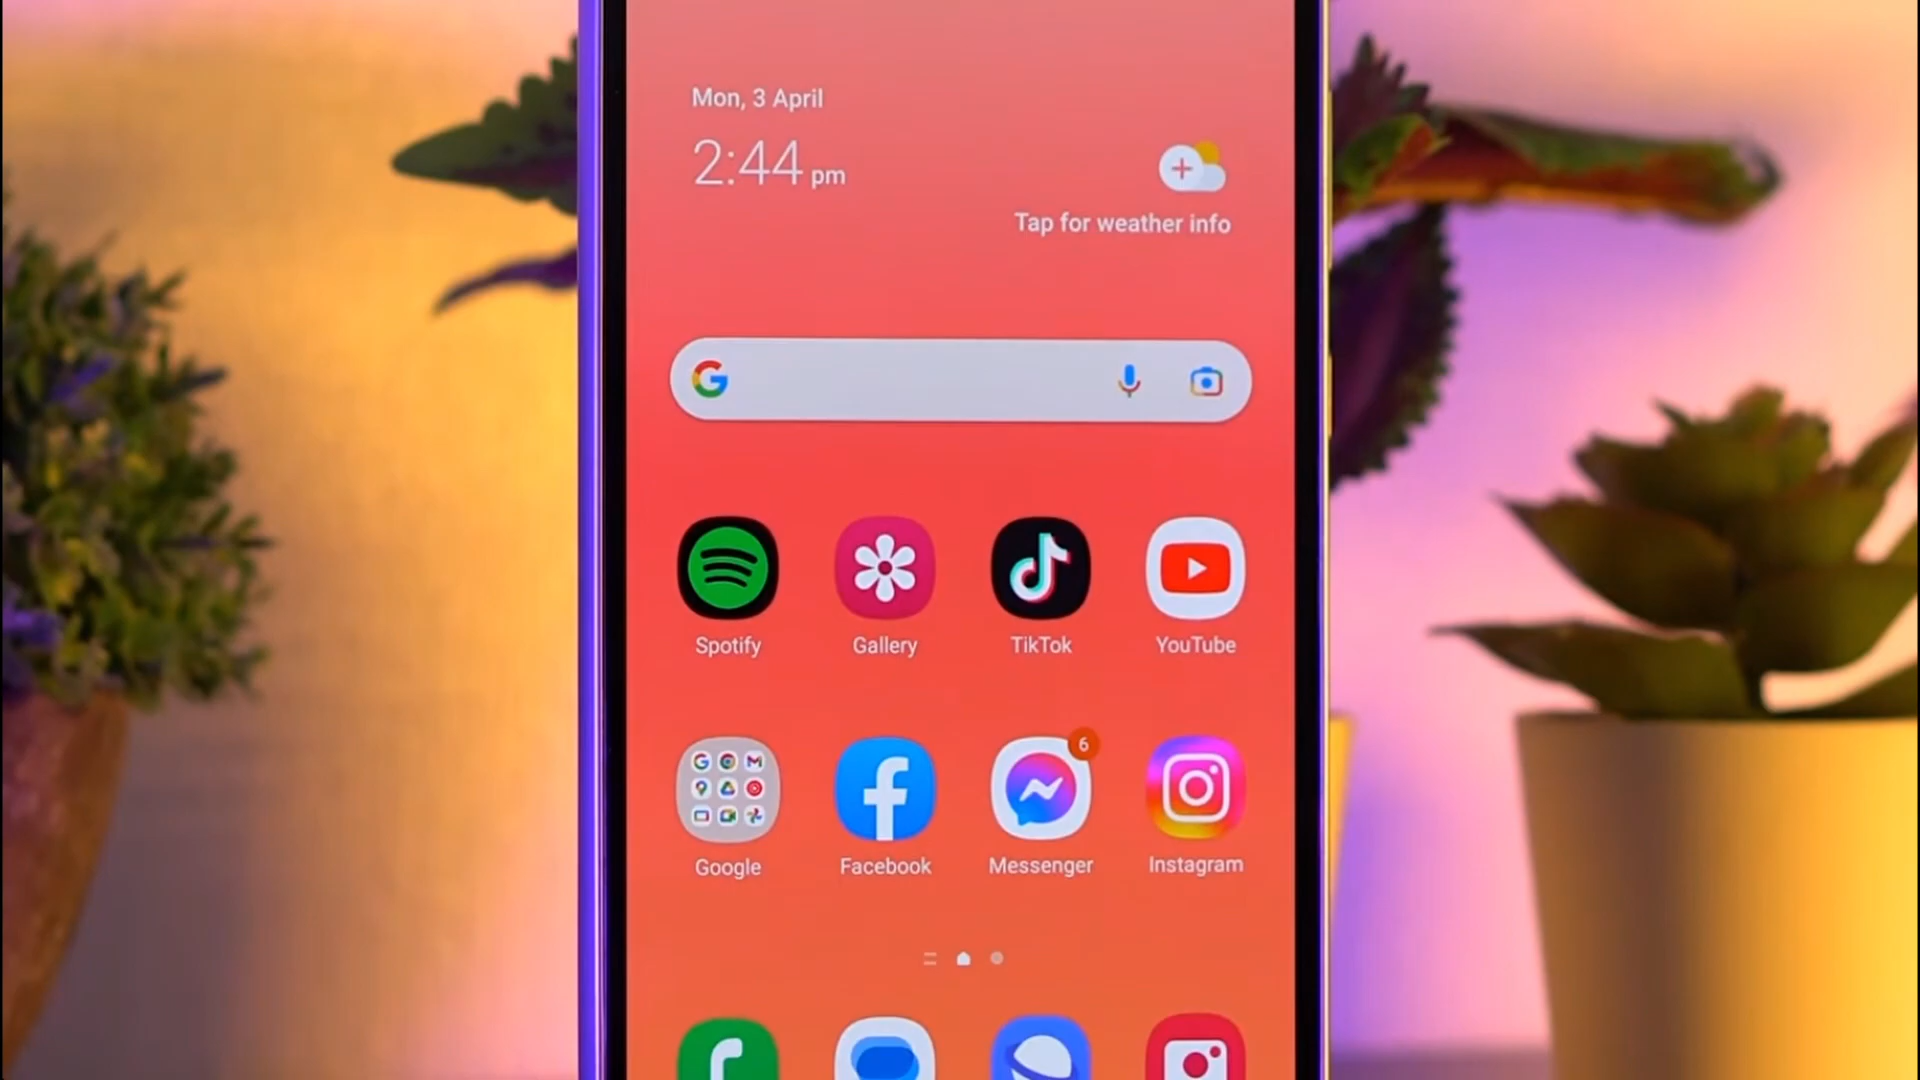 Mon, 3 April
2:44 pm
Tap for weather info
Spotify
Gallery
TikTok
YouTube
6
Google
Facebook
Messenger
Instagram